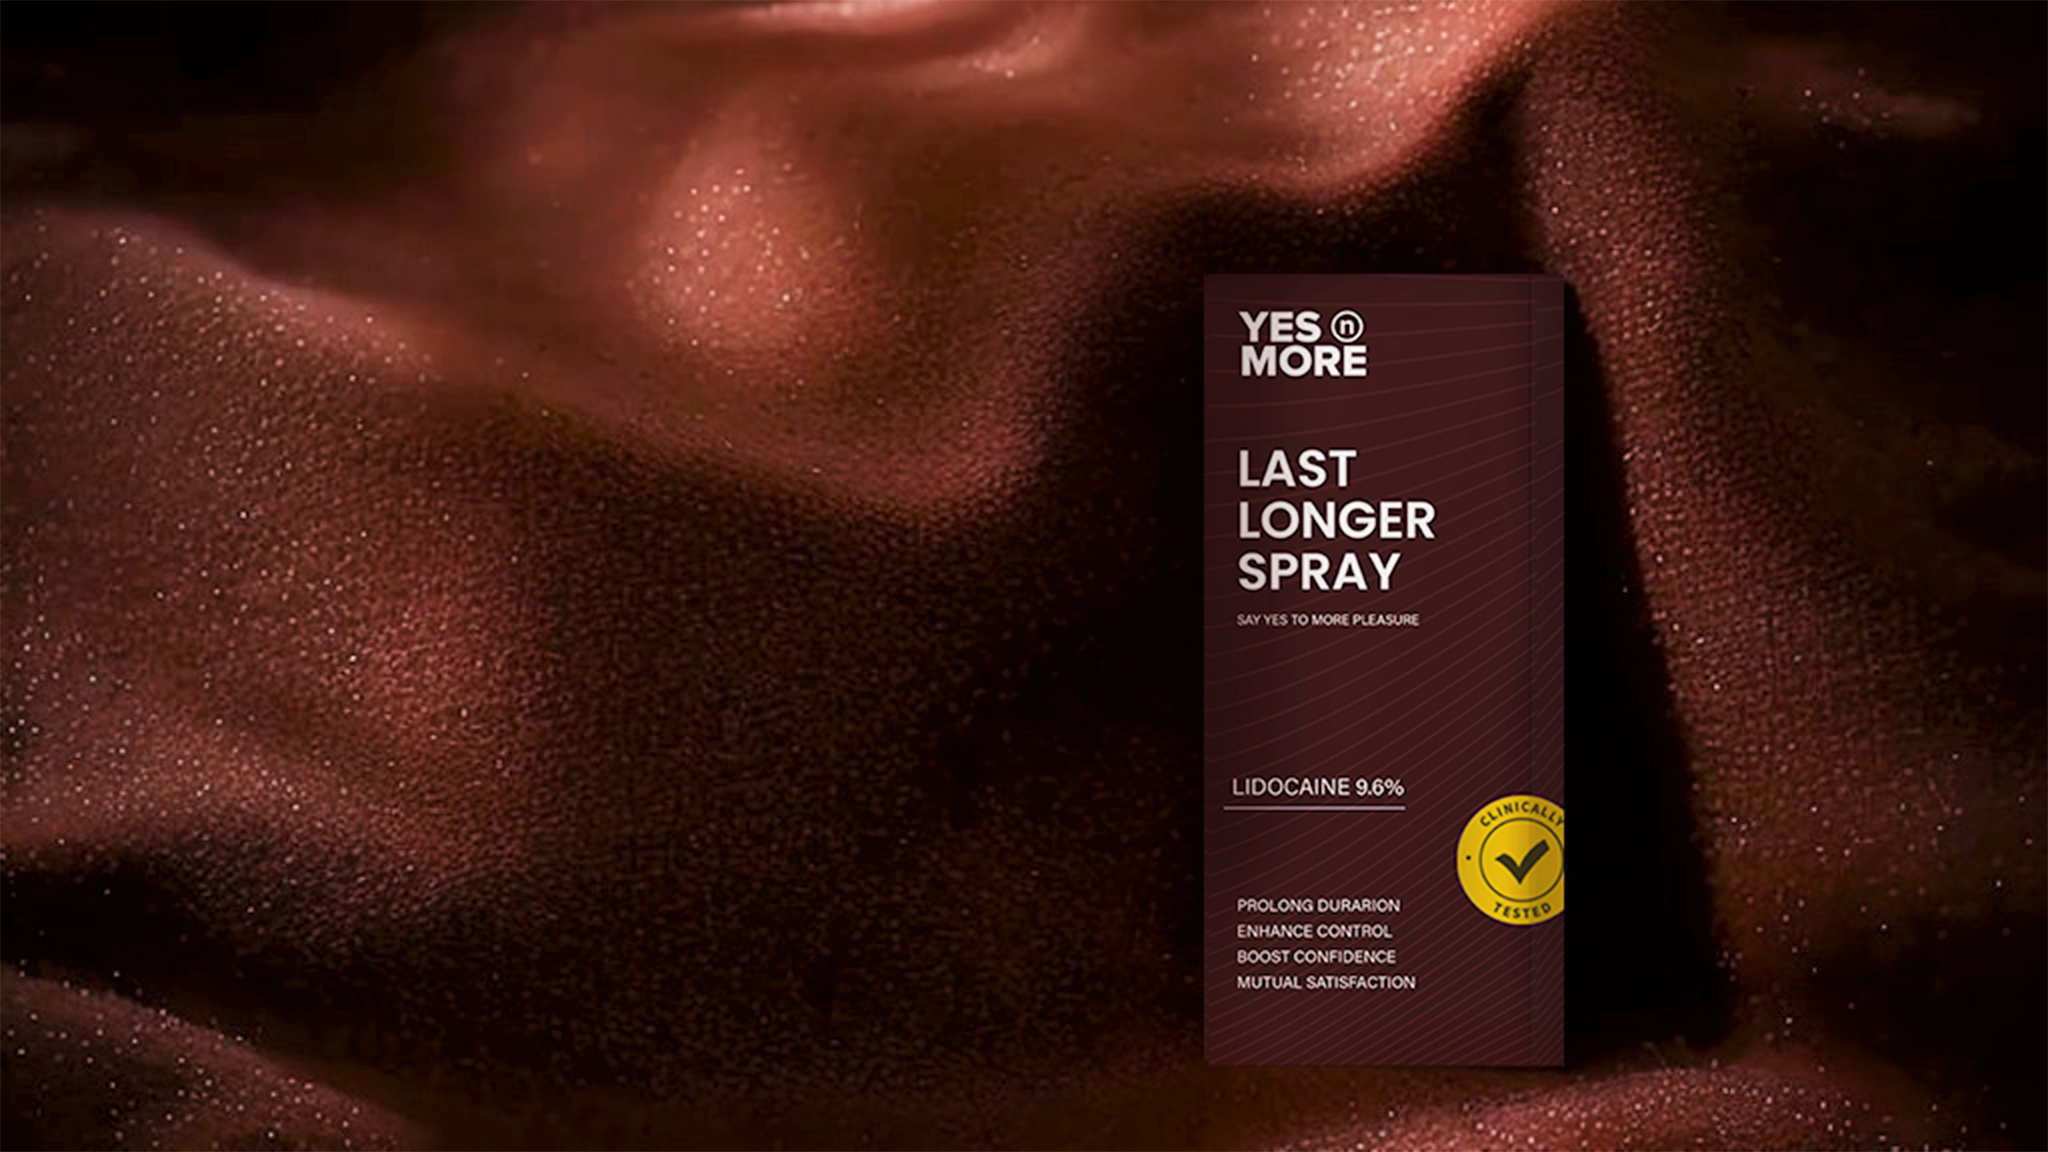 YES n
MORE
LAST
LONGER
SPRAY
SAY YES TO MORE PLEASURE
LIDOCAINE 9.6%
CLINICALLY
TESTED
PROLONG DURARION
ENHANCE CONTROL
BOOST CONFIDENCE
MUTUAL SATISFACTION